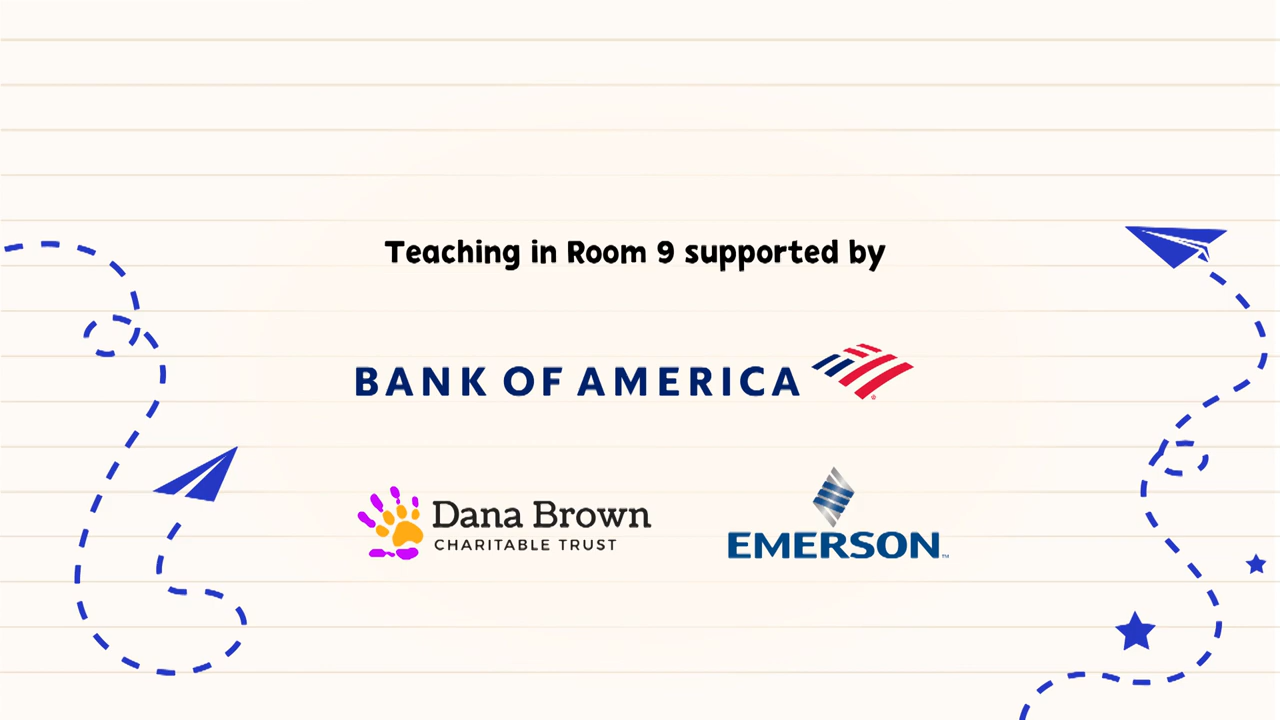 Teaching in Room 9 supported by
BANK OF AMERICA
Dana Brown
CHARITABLE TRUST
EMERSON